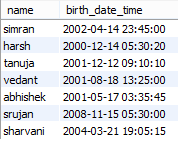 name birth_date_time
simran 2002-04-14 23:45:00
harsh 2000-12-14 05:30:20
tanuja 2001-12-12 09:10:10
vedant 2001-08-18 13:25:00
abhishek 2001-05-17 03:35:45
srujan 2008-11-15 05:30:00
sharvani 2004-03-21 19:05:15